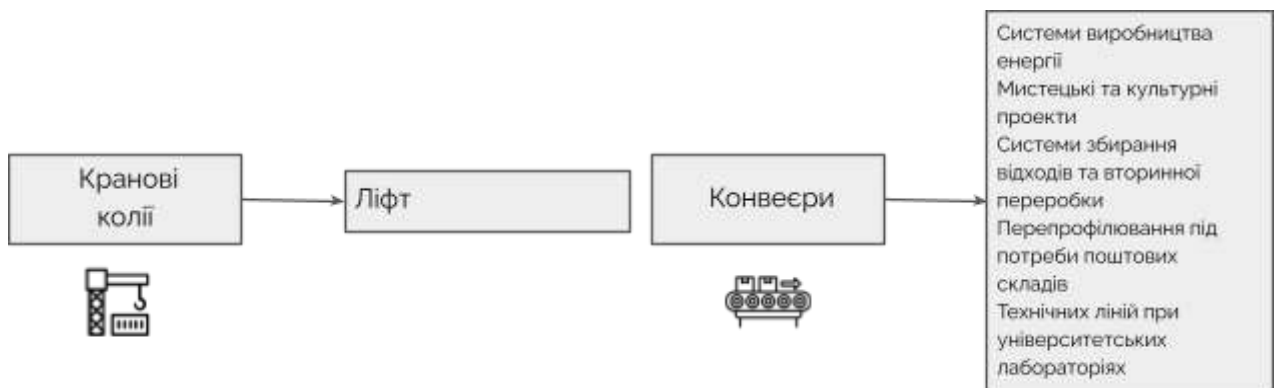 Кранові
колії
Ліфт
Конвеєри
Системи виробництва
енергії
Мистецькі та культурні
проекти
Системи збирання
відходів та вторинної
переробки
Перепрофілювання під
потреби поштових
складів
Технічних ліній при
університетських
лабораторіях